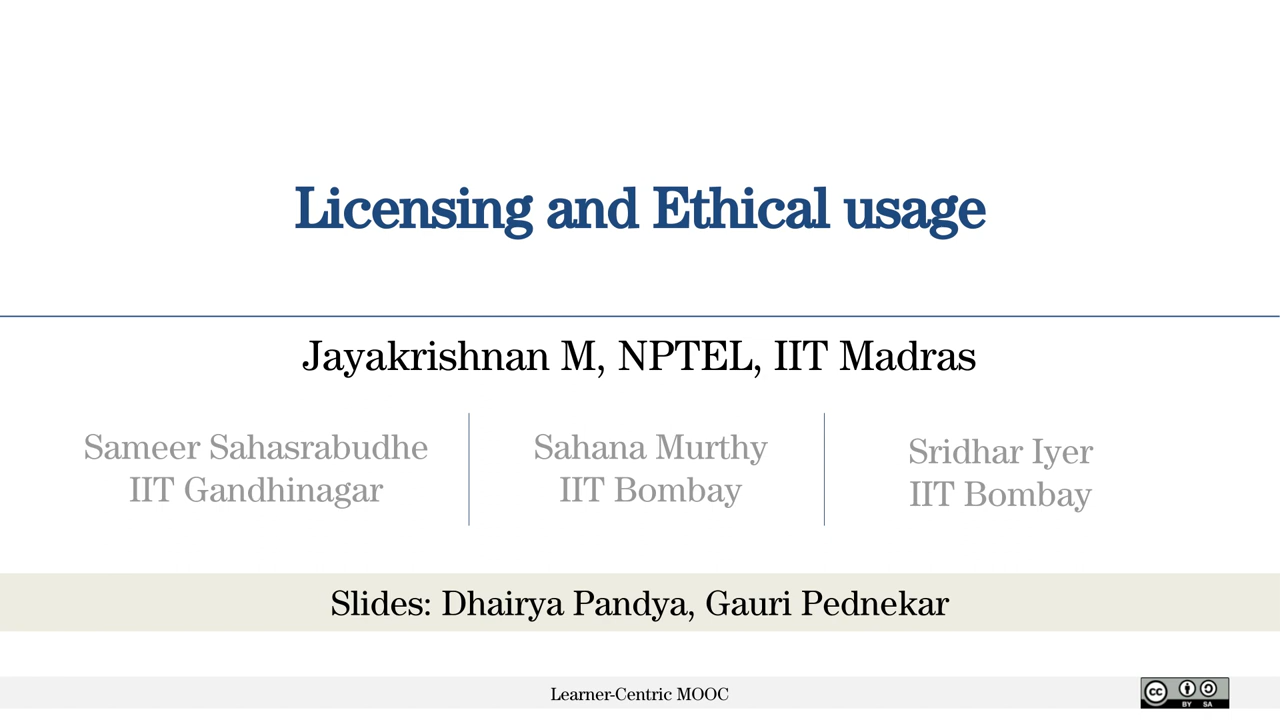 Licensing and Ethical usage
Jayakrishnan M, NPTEL, IIT Madras
Sameer Sahasrabudhe
IIT Gandhinagar
Sahana Murthy
IIT Bombay
Sridhar Iyer
IIT Bombay
Slides: Dhairya Pandya, Gauri Pednekar
Learner-Centric MOOC
cc
BY SA